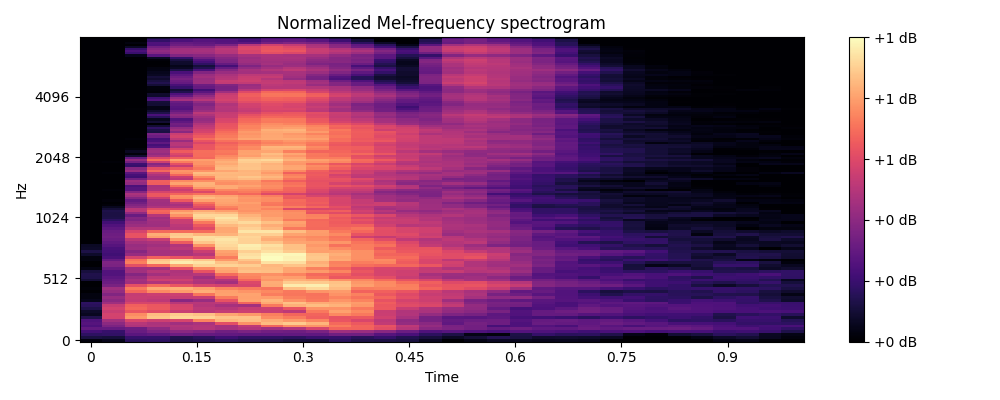 Normalized Mel-frequency spectrogram
+1 dB
4096
+1 dB
2048
+1 dB
Hz
1024
+0 dB
512
+0 dB
0
+0 dB
0 0.15 0.3 0.45 0.6 0.75 0.9
Time